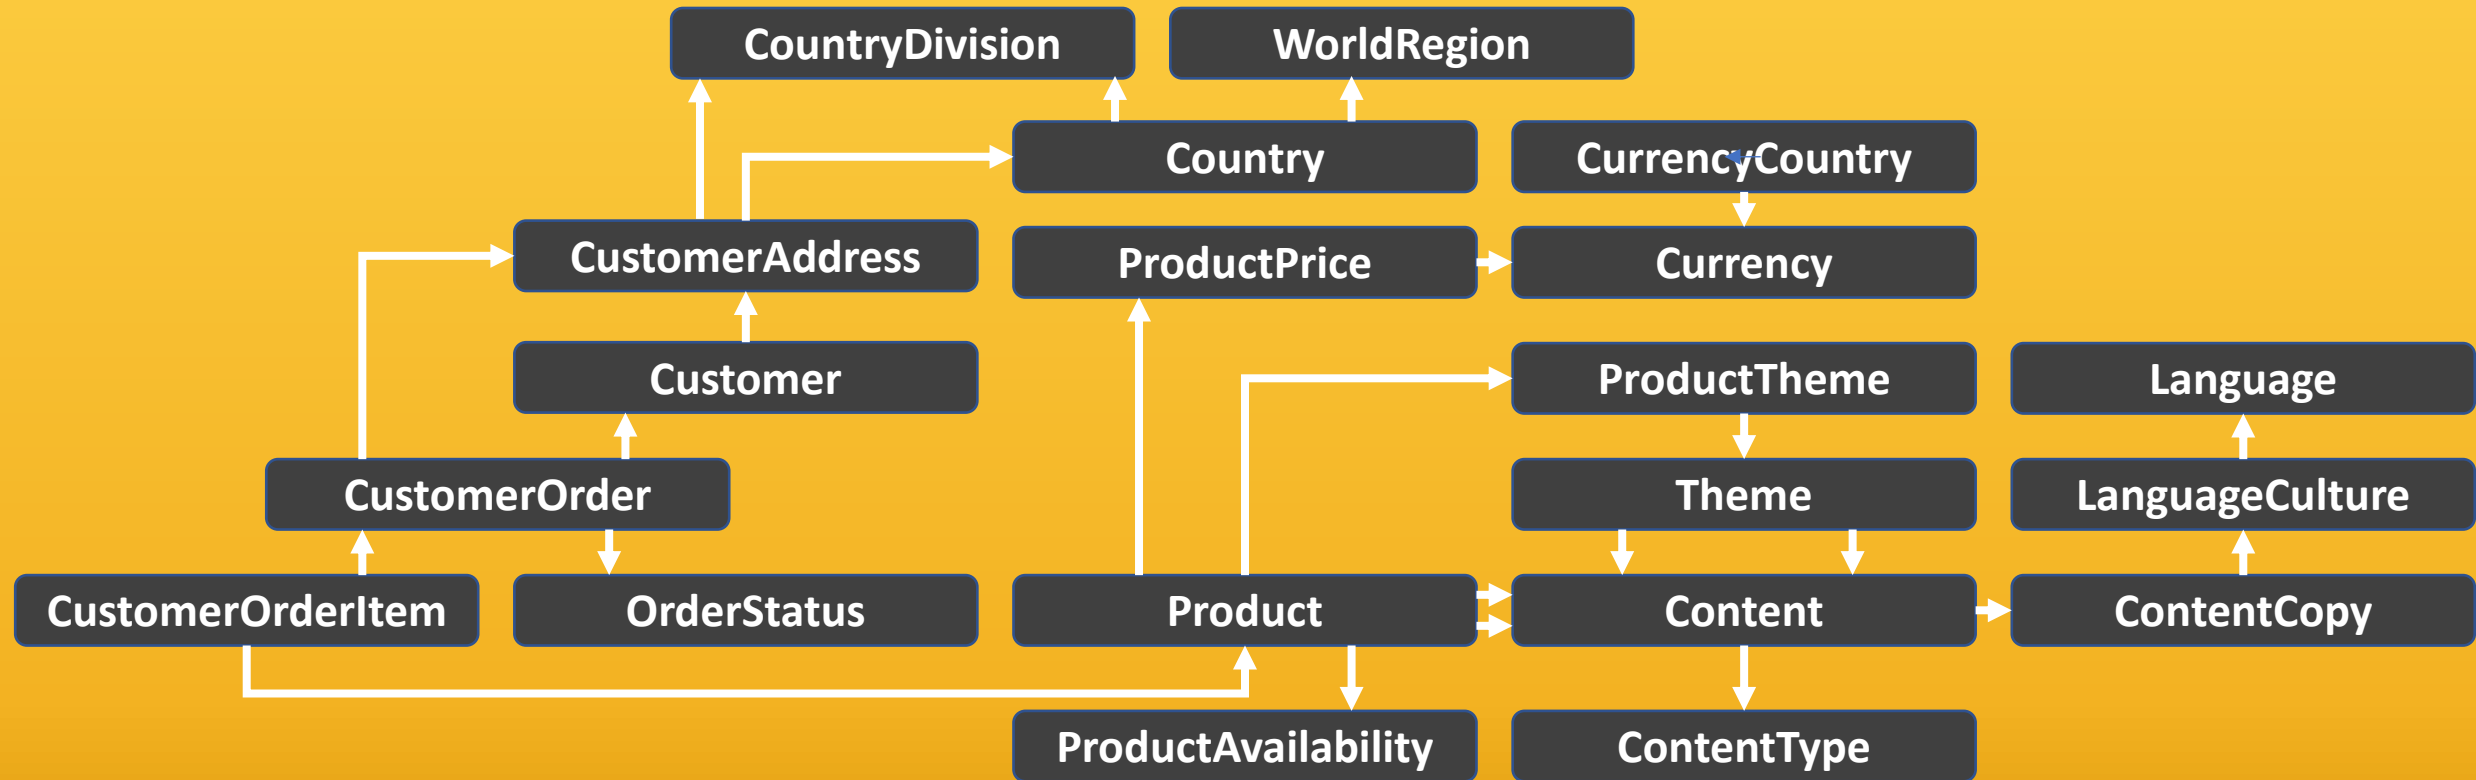 CountryDivision
WorldRegion
Country
CurrencyCountry
CustomerAddress
ProductPrice
Currency
Customer
ProductTheme
Language
CustomerOrder
Theme
LanguageCulture
CustomerOrderItem
OrderStatus
Product
Content
ContentCopy
ProductAvailability
ContentType